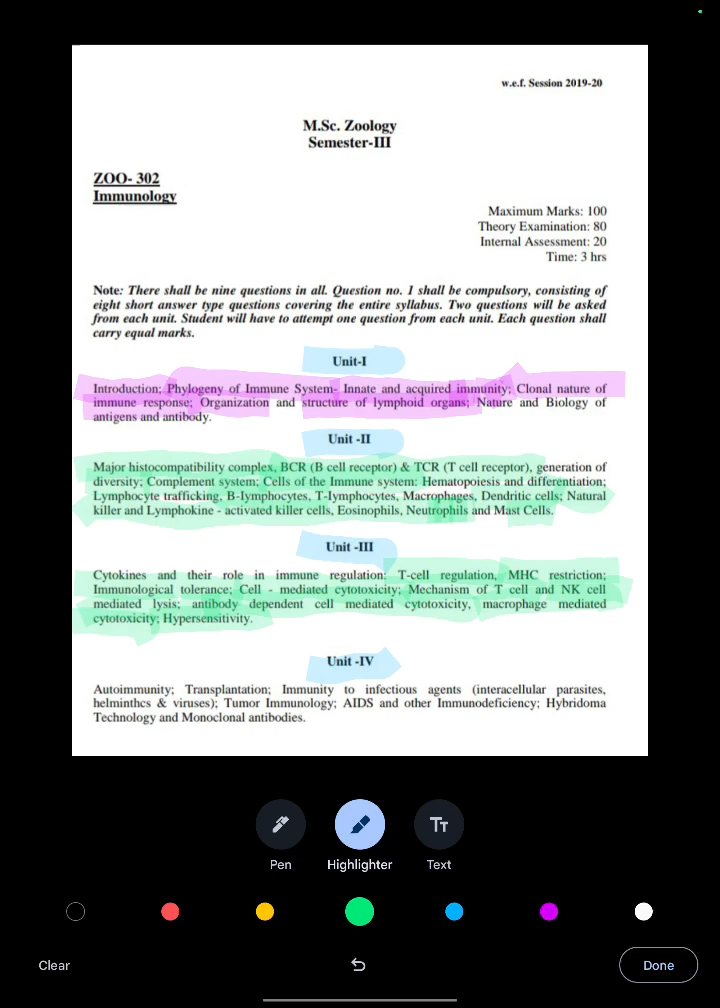 w.e.f. Session 2019-20
M.Sc. Zoology
Semester-III
ZOO- 302
Immunology
Maximum Marks: 100
Theory Examination: 80
Internal Assessment: 20
Time: 3 hrs
Note: There shall be nine questions in all. Question no. 1 shall be compulsory, consisting of
eight short answer type questions covering the entire syllabus. Two questions will be asked
from each unit. Student will have to attempt one question from each unit. Each question shall
carry equal marks.
Unit-I
Introduction; Phylogeny of Immune System- Innate and acquired immunity; Clonal nature of
immune response; Organization and structure of lymphoid organs; Nature and Biology of
antigens and antibody.
Unit -II
Major histocompatibility complex, BCR (B cell receptor) & TCR (T cell receptor), generation of
diversity; Complement system; Cells of the Immune system: Hematopoiesis and differentiation;
Lymphocyte trafficking, B-lymphocytes, T-lymphocytes, Macrophages, Dendritic cells; Natural
killer and Lymphokine - activated killer cells, Eosinophils, Neutrophils and Mast Cells.
Unit -III
Cytokines and their role in immune regulation; T-cell regulation, MHC restriction;
Immunological tolerance; Cell - mediated cytotoxicity; Mechanism of T cell and NK cell
mediated lysis; antibody dependent cell mediated cytotoxicity, macrophage mediated
cytotoxicity; Hypersensitivity.
Unit -IV
Autoimmunity; Transplantation; Immunity to infectious agents (interacellular parasites,
helminthcs & viruses); Tumor Immunology; AIDS and other Immunodeficiency; Hybridoma
Technology and Monoclonal antibodies.
Pen
Highlighter
Text
Clear
Done